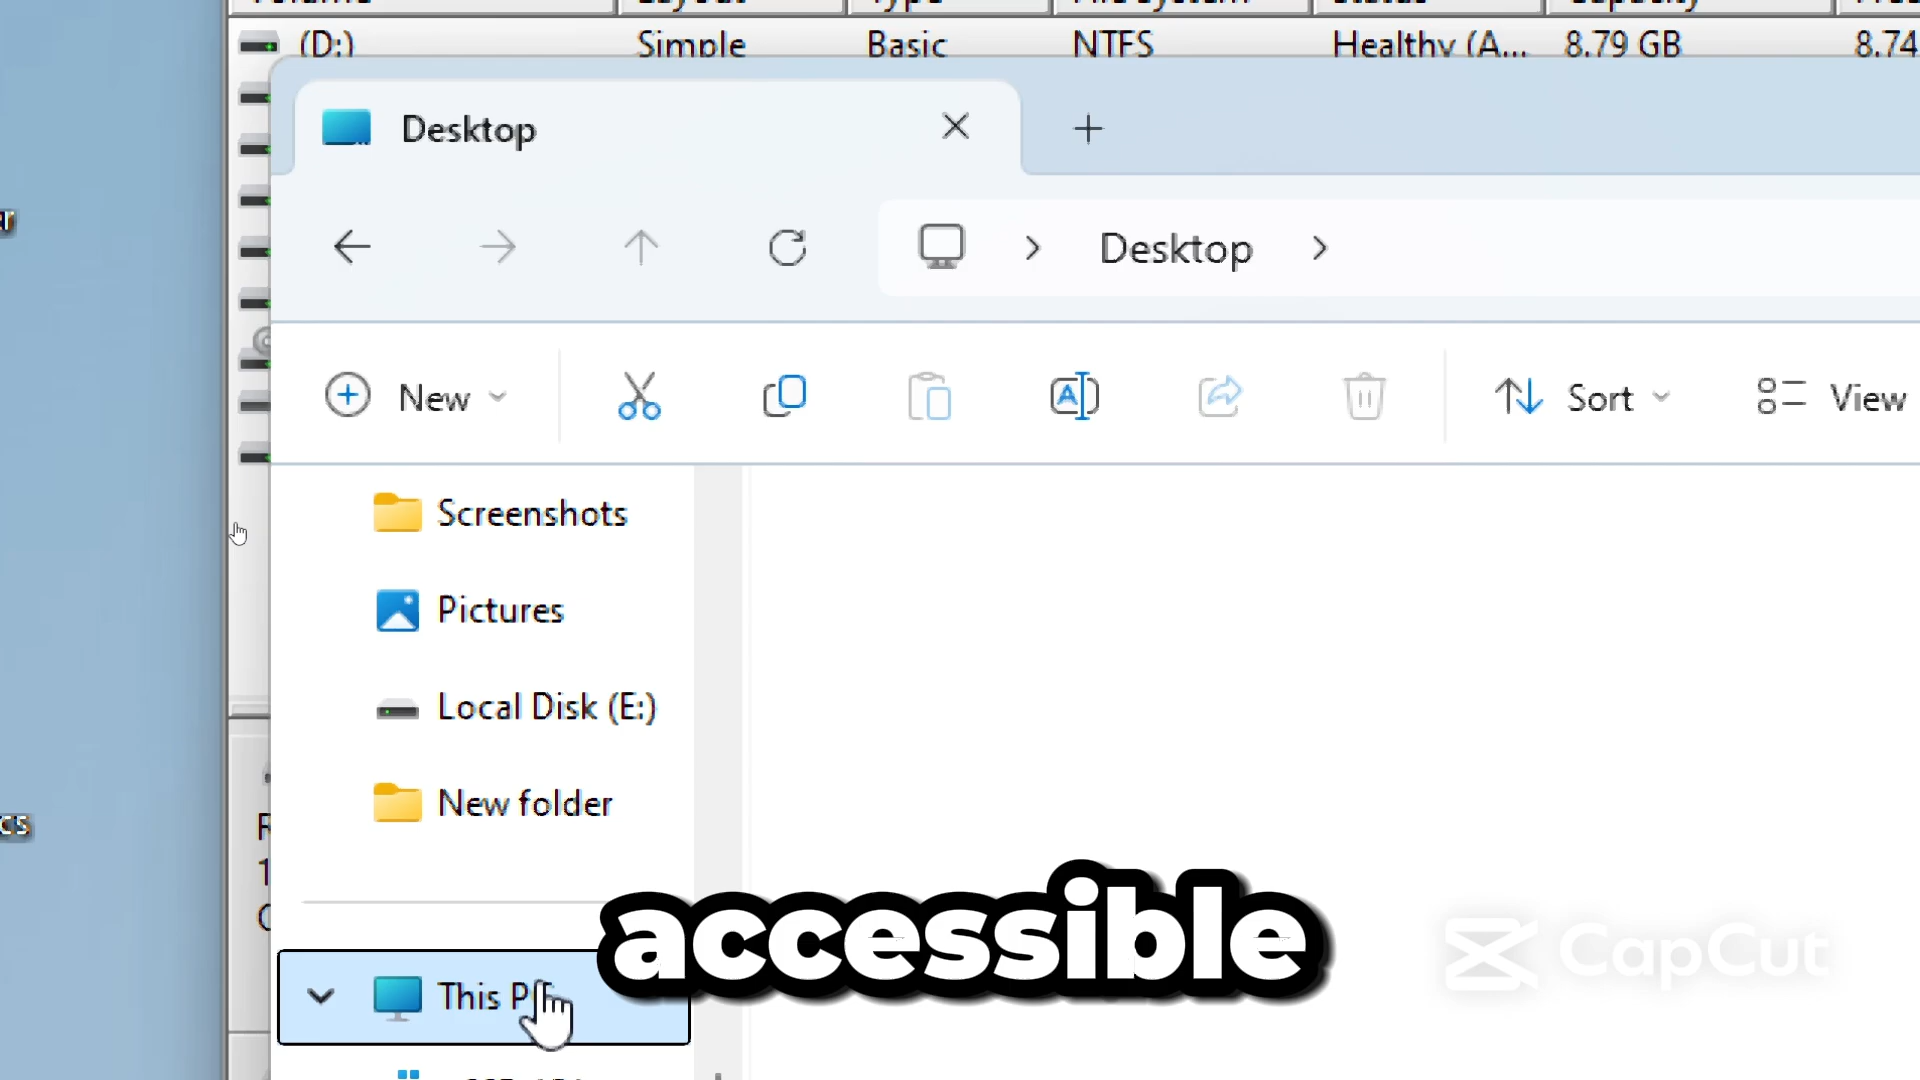 (D:) Simple Basic NTFS Healthy (A... 8.79 GB 8.74
Desktop
Desktop
New Sort View
Screenshots
Pictures
Local Disk (E:)
New folder
accessible
CapCut
This P